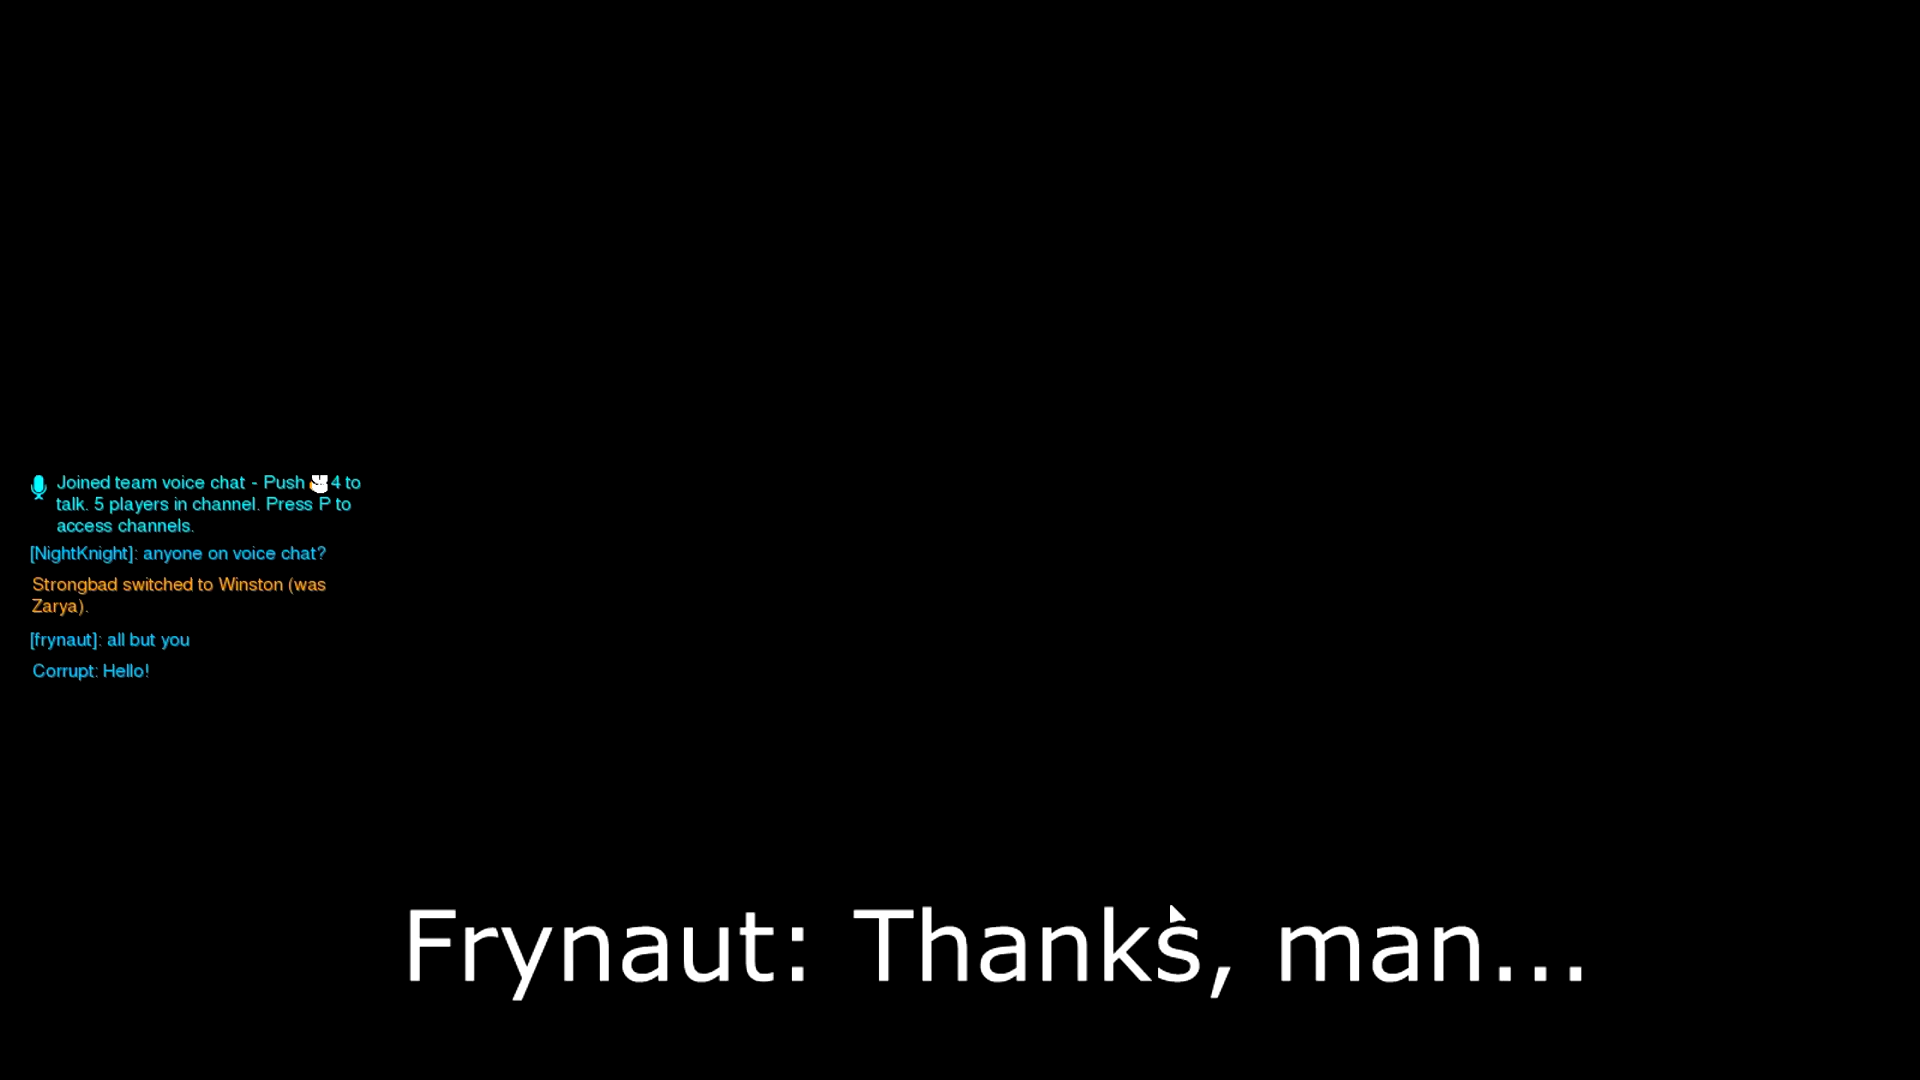 Joined team voice chat - Push 4 to
talk. 5 players in channel. Press P to
access channels.
[NightKnight]: anyone on voice chat?
Strongbad switched to Winston (was
Zarya).
[frynaut]: all but you
Corrupt: Hello!
Frynaut: Thanks, man...